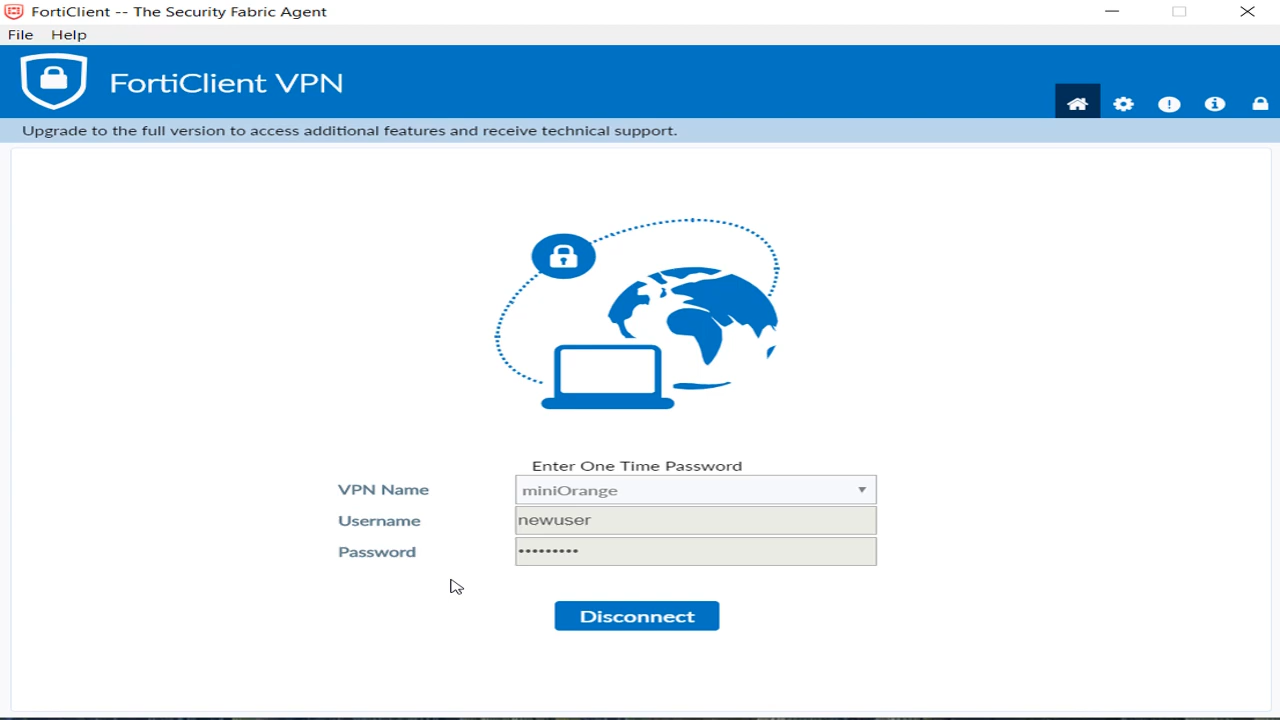 FortiClient -- The Security Fabric Agent
File Help
FortiClient VPN
Upgrade to the full version to access additional features and receive technical support.
Enter One Time Password
VPN Name miniOrange
Username newuser
Password •••••••••
Disconnect